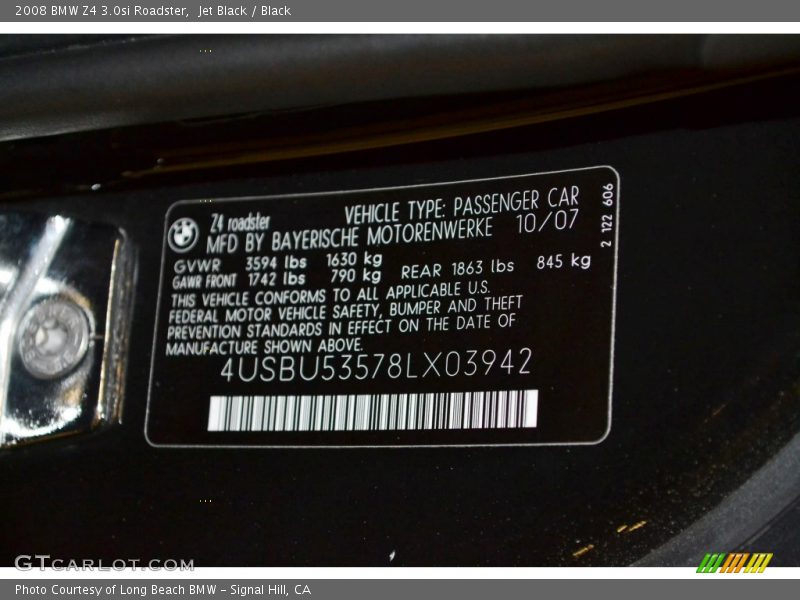 2008 BMW Z4 3.0si Roadster,  Jet Black / Black
Z4 roadster
VEHICLE TYPE: PASSENGER CAR
MFD BY BAYERISCHE MOTORENWERKE 10/07
GVWR 3594 lbs 1630 kg
GAWR FRONT 1742 lbs 790 kg REAR 1863 lbs 845 kg
THIS VEHICLE CONFORMS TO ALL APPLICABLE U.S.
FEDERAL MOTOR VEHICLE SAFETY, BUMPER AND THEFT
PREVENTION STANDARDS IN EFFECT ON THE DATE OF
MANUFACTURE SHOWN ABOVE.
4USBU53578LX03942
2 122 606
GTCARLOT.COM
Photo Courtesy of Long Beach BMW – Signal Hill, CA